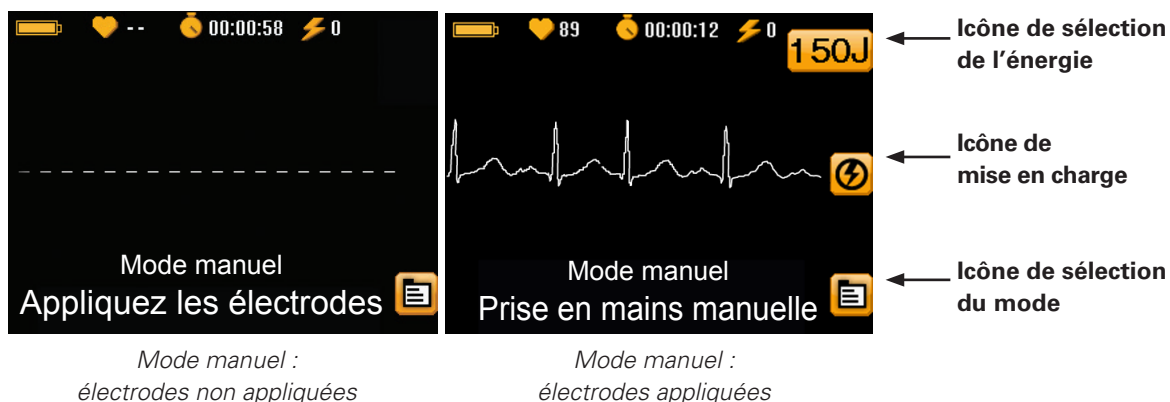 -- 00:00:58 0
Mode manuel
Appliquez les électrodes
89 00:00:12 0
150J
Mode manuel
Prise en mains manuelle
Icône de sélection
de l'énergie
Icône de
mise en charge
Icône de sélection
du mode
Mode manuel :
électrodes non appliquées
Mode manuel :
électrodes appliquées